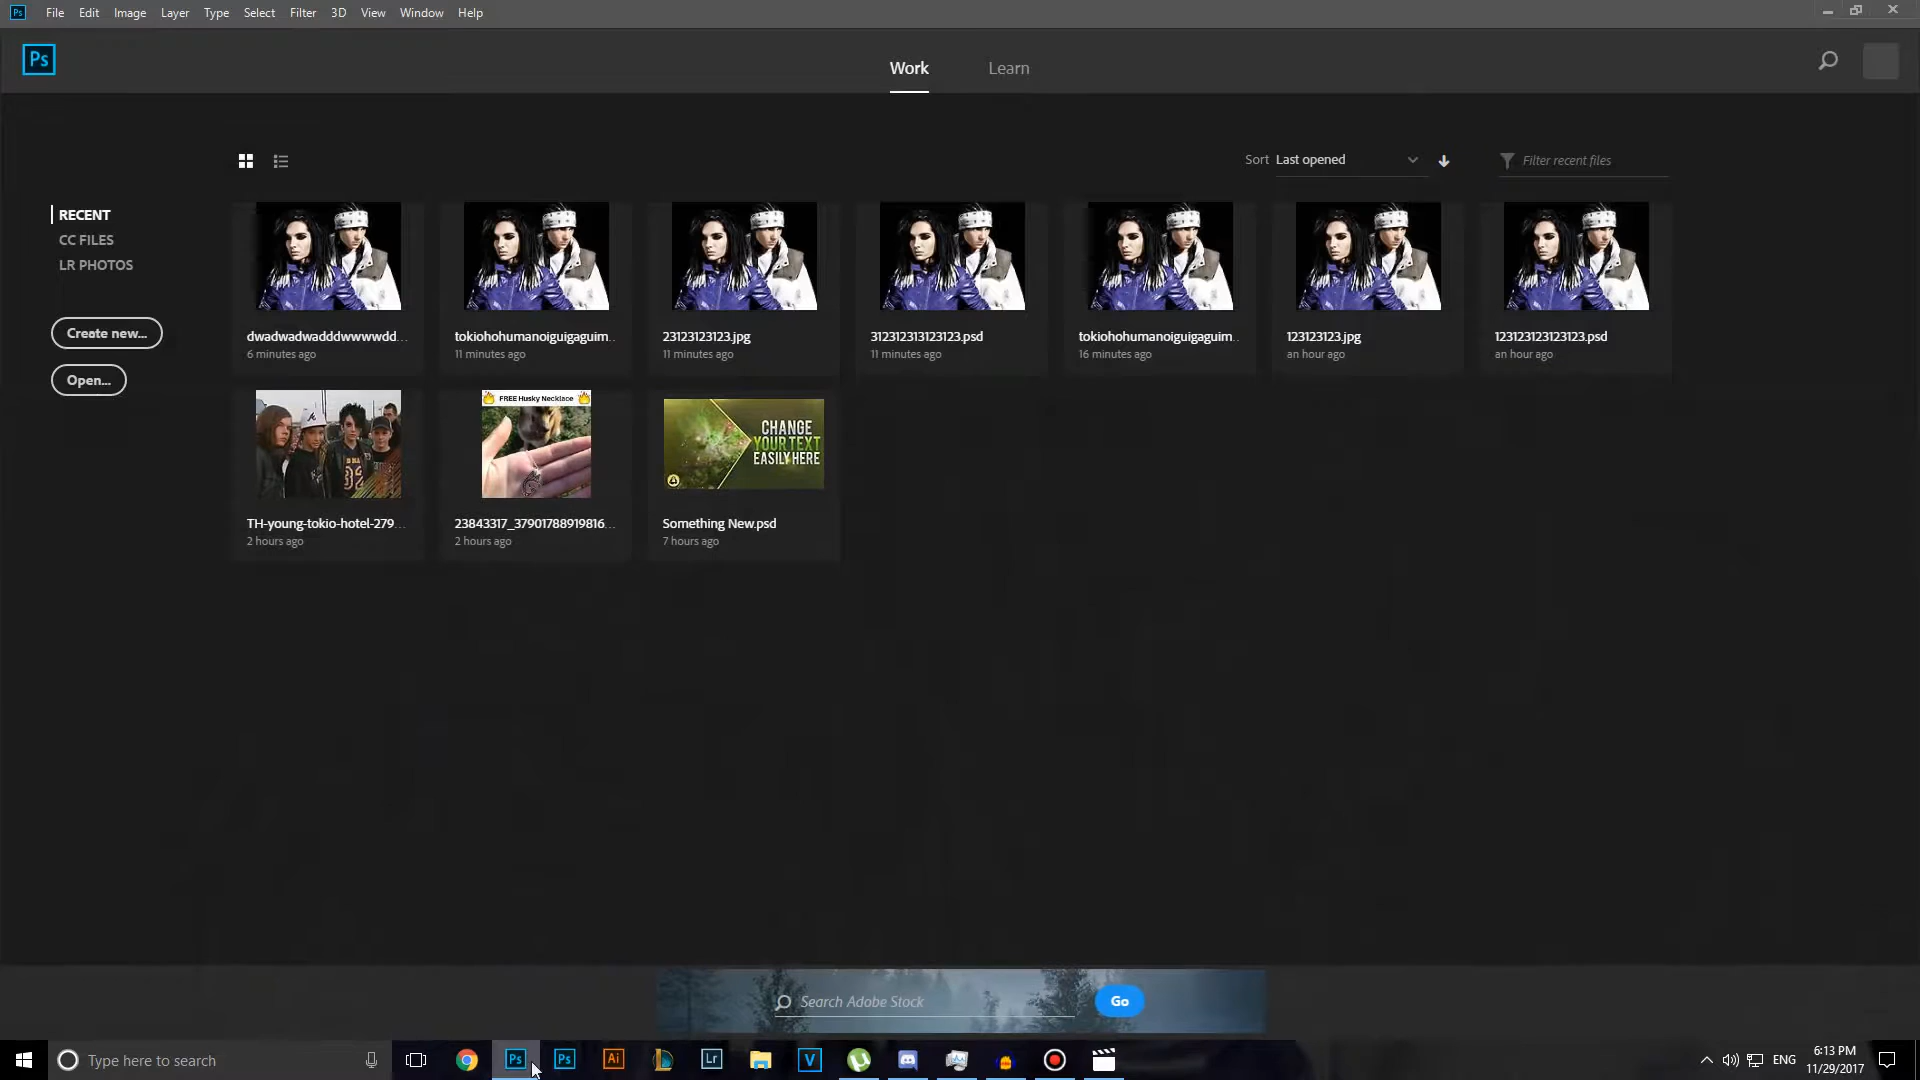 Ps File Edit Image Layer Type Select Filter 3D View Window Help
Ps Work Learn
Sort Last opened Filter recent files
RECENT
CC FILES
LR PHOTOS
Create new...
Open...
dwadwadwadddwwwwdd...
6 minutes ago
tokiohohumanoiguigaguim...
11 minutes ago
23123123123.jpg
11 minutes ago
312312313123123.psd
11 minutes ago
tokiohohumanoiguigaguim...
16 minutes ago
123123123.jpg
an hour ago
123123123123123.psd
an hour ago
TH-young-tokio-hotel-279...
2 hours ago
FREE Husky Necklace
23843317_37901788919816...
2 hours ago
CHANGE
YOUR TEXT
EASILY HERE
Something New.psd
7 hours ago
Search Adobe Stock Go
Type here to search Ps Ps Ai Lr V ENG 6:13 PM
11/29/2017